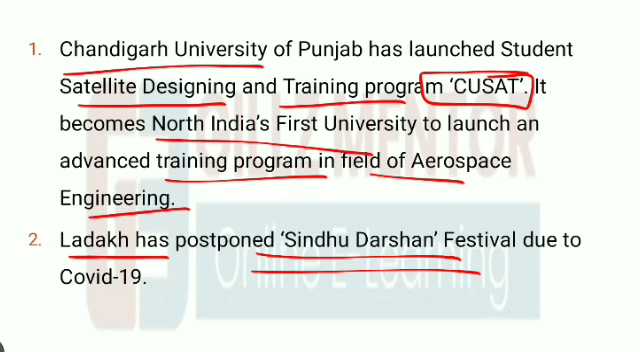 1. Chandigarh University of Punjab has launched Student
Satellite Designing and Training program ‘CUSAT’. It
becomes North India’s First University to launch an
advanced training program in field of Aerospace
Engineering.
2. Ladakh has postponed ‘Sindhu Darshan’ Festival due to
Covid-19.
Online E-Learning